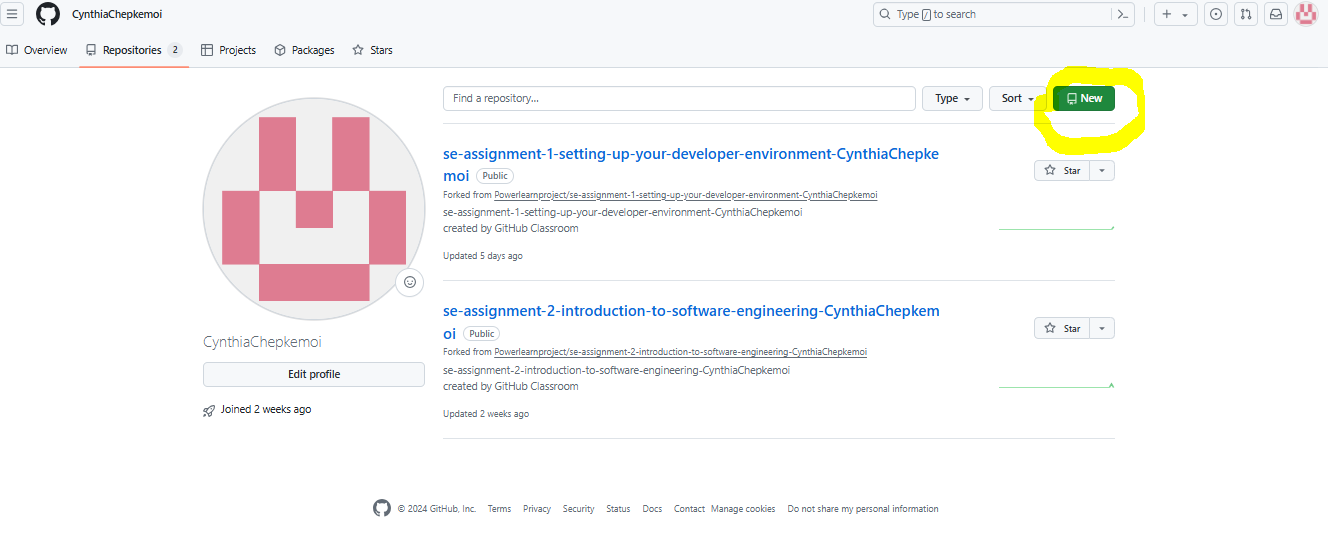 CynthiaChepkemoi
Type / to search
Overview
Repositories 2
Projects
Packages
Stars
Find a repository...
Type
Sort
New
se-assignment-1-setting-up-your-developer-environment-CynthiaChepke
moi Public
Star
Forked from Powerlearnproject/se-assignment-1-setting-up-your-developer-environment-CynthiaChepkemoi
se-assignment-1-setting-up-your-developer-environment-CynthiaChepkemoi
created by GitHub Classroom
Updated 5 days ago
se-assignment-2-introduction-to-software-engineering-CynthiaChepkem
oi Public
Star
Forked from Powerlearnproject/se-assignment-2-introduction-to-software-engineering-CynthiaChepkemoi
se-assignment-2-introduction-to-software-engineering-CynthiaChepkemoi
created by GitHub Classroom
Updated 2 weeks ago
CynthiaChepkemoi
Edit profile
Joined 2 weeks ago
© 2024 GitHub, Inc. Terms Privacy Security Status Docs Contact Manage cookies Do not share my personal information